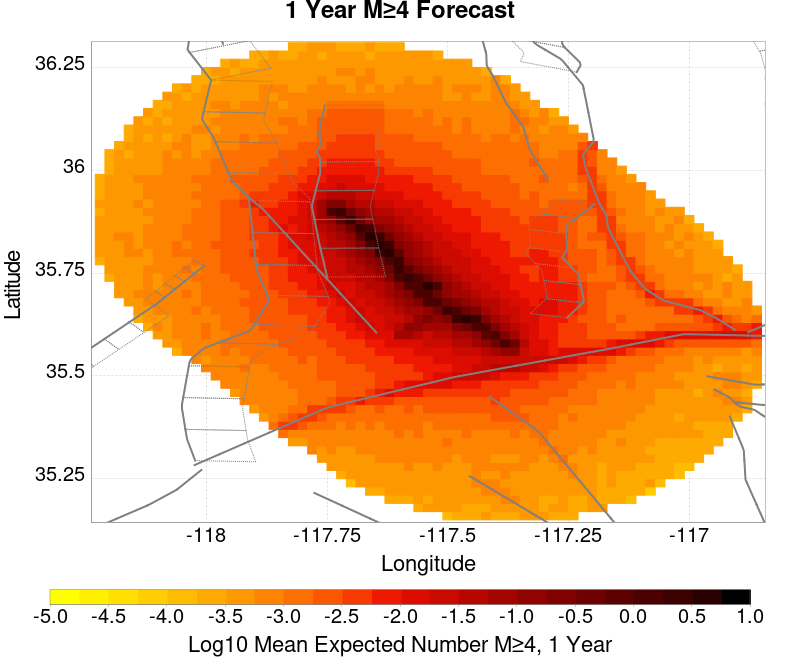 1 Year M≥4 Forecast
36.25
36
35.75
35.5
35.25
Latitude
-118 -117.75 -117.5 -117.25 -117
Longitude
-5.0 -4.5 -4.0 -3.5 -3.0 -2.5 -2.0 -1.5 -1.0 -0.5 0.0 0.5 1.0
Log10 Mean Expected Number M≥4, 1 Year